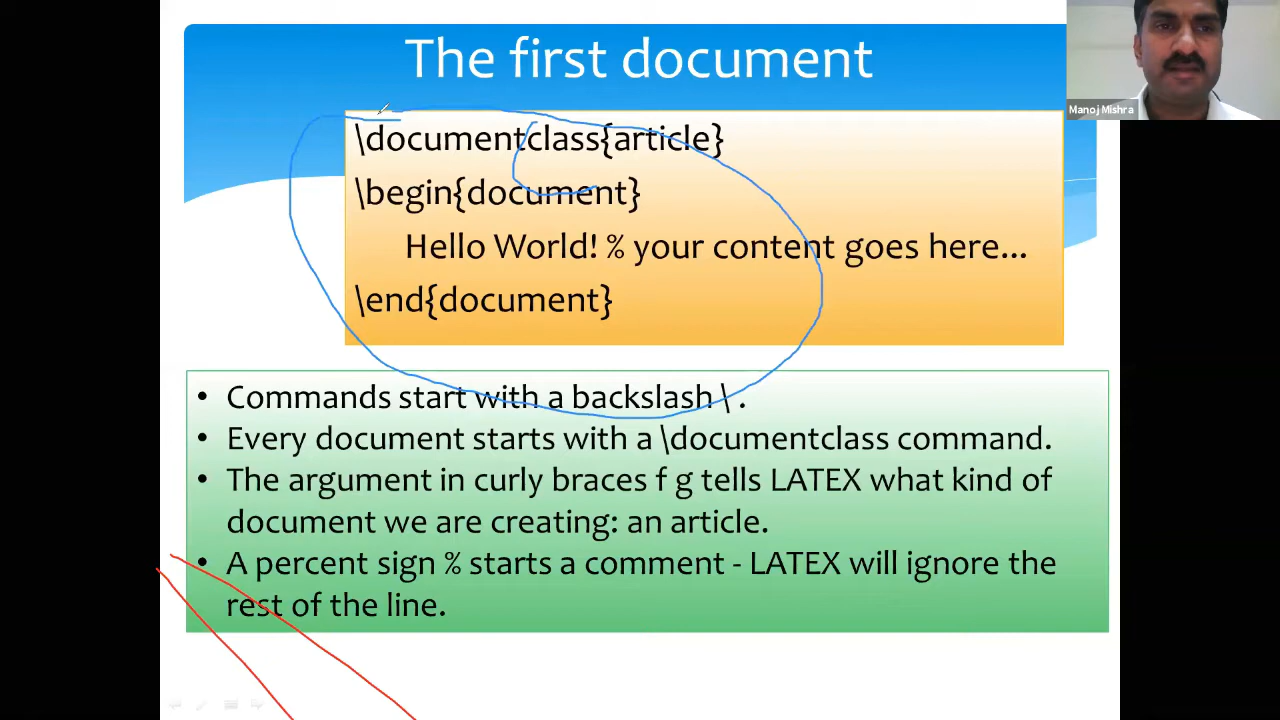 The first document
Manoj Mishra
\documentclass{article}
\begin{document}
Hello World! % your content goes here...
\end{document}
• Commands start with a backslash \ .
• Every document starts with a \documentclass command.
• The argument in curly braces f g tells LATEX what kind of
document we are creating: an article.
• A percent sign % starts a comment - LATEX will ignore the
rest of the line.